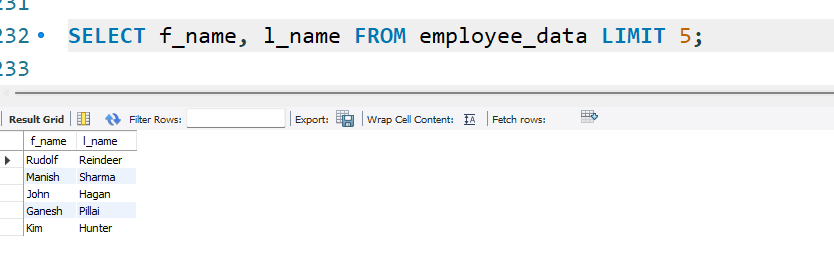 231
232 SELECT f_name, l_name FROM employee_data LIMIT 5;
233
Result Grid Filter Rows: Export: Wrap Cell Content: IA Fetch rows:
f_name l_name
Rudolf Reindeer
Manish Sharma
John Hagan
Ganesh Pillai
Kim Hunter